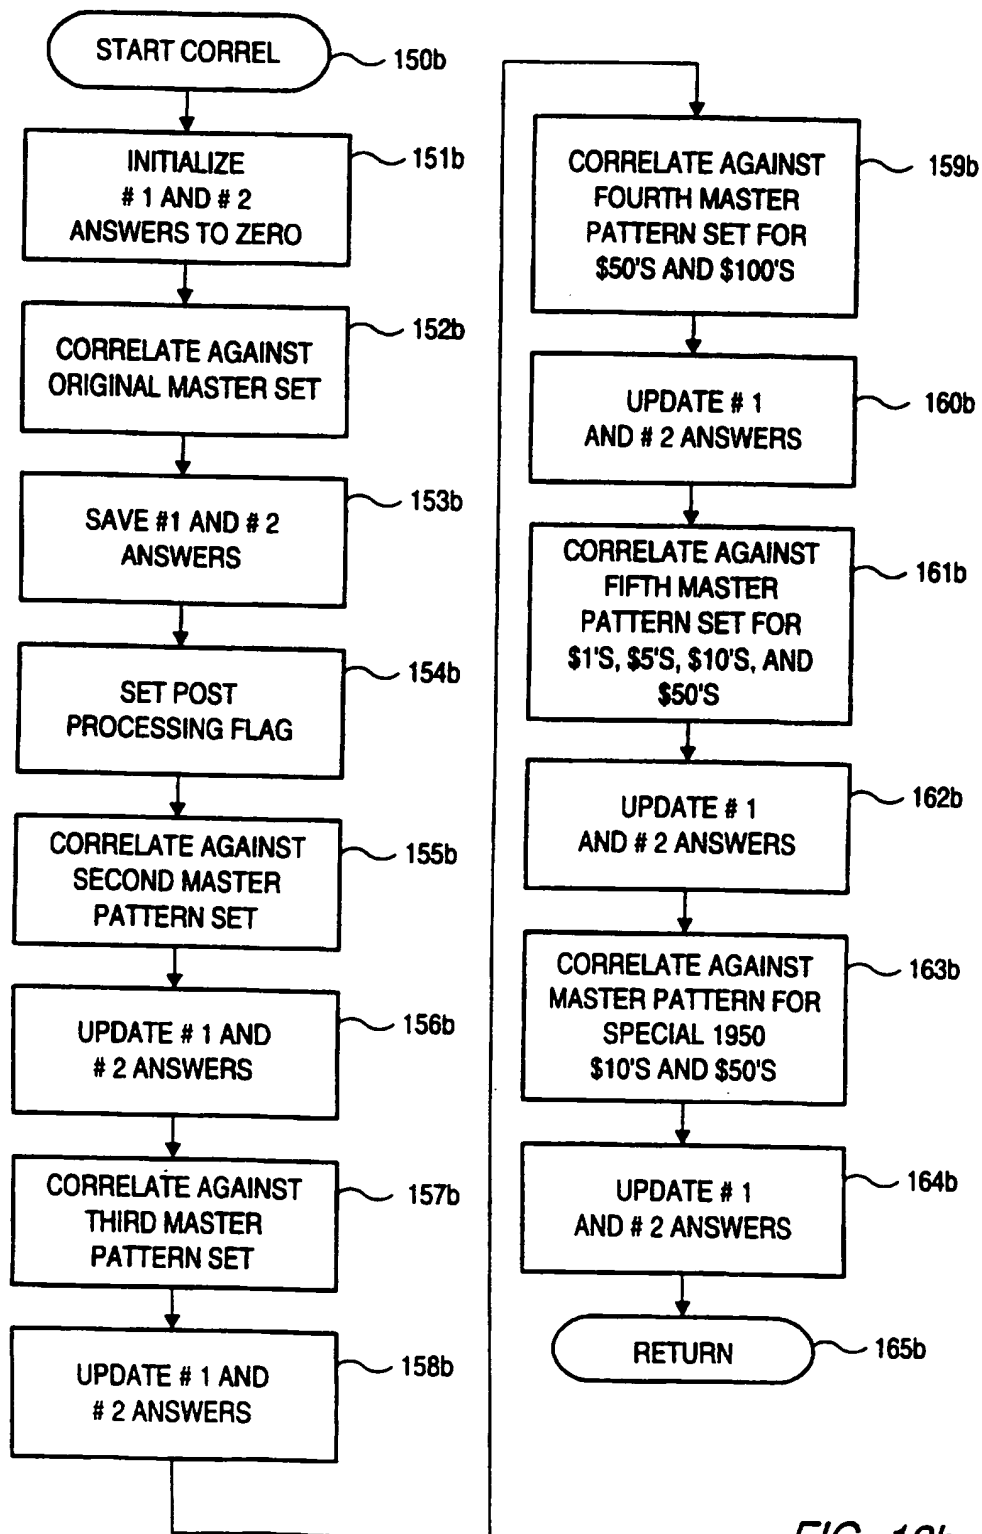 START CORREL
150b
INITIALIZE
# 1 AND # 2
ANSWERS TO ZERO
151b
CORRELATE AGAINST
ORIGINAL MASTER SET
152b
SAVE #1 AND # 2
ANSWERS
153b
SET POST
PROCESSING FLAG
154b
CORRELATE AGAINST
SECOND MASTER
PATTERN SET
155b
UPDATE # 1 AND
# 2 ANSWERS
156b
CORRELATE AGAINST
THIRD MASTER
PATTERN SET
157b
UPDATE # 1 AND
# 2 ANSWERS
158b
CORRELATE AGAINST
FOURTH MASTER
PATTERN SET FOR
$50'S AND $100'S
159b
UPDATE # 1
AND # 2 ANSWERS
160b
CORRELATE AGAINST
FIFTH MASTER
PATTERN SET FOR
$1'S, $5'S, $10'S, AND
$50'S
161b
UPDATE # 1
AND # 2 ANSWERS
162b
CORRELATE AGAINST
MASTER PATTERN FOR
SPECIAL 1950
$10'S AND $50'S
163b
UPDATE # 1
AND # 2 ANSWERS
164b
RETURN
165b
FIG.